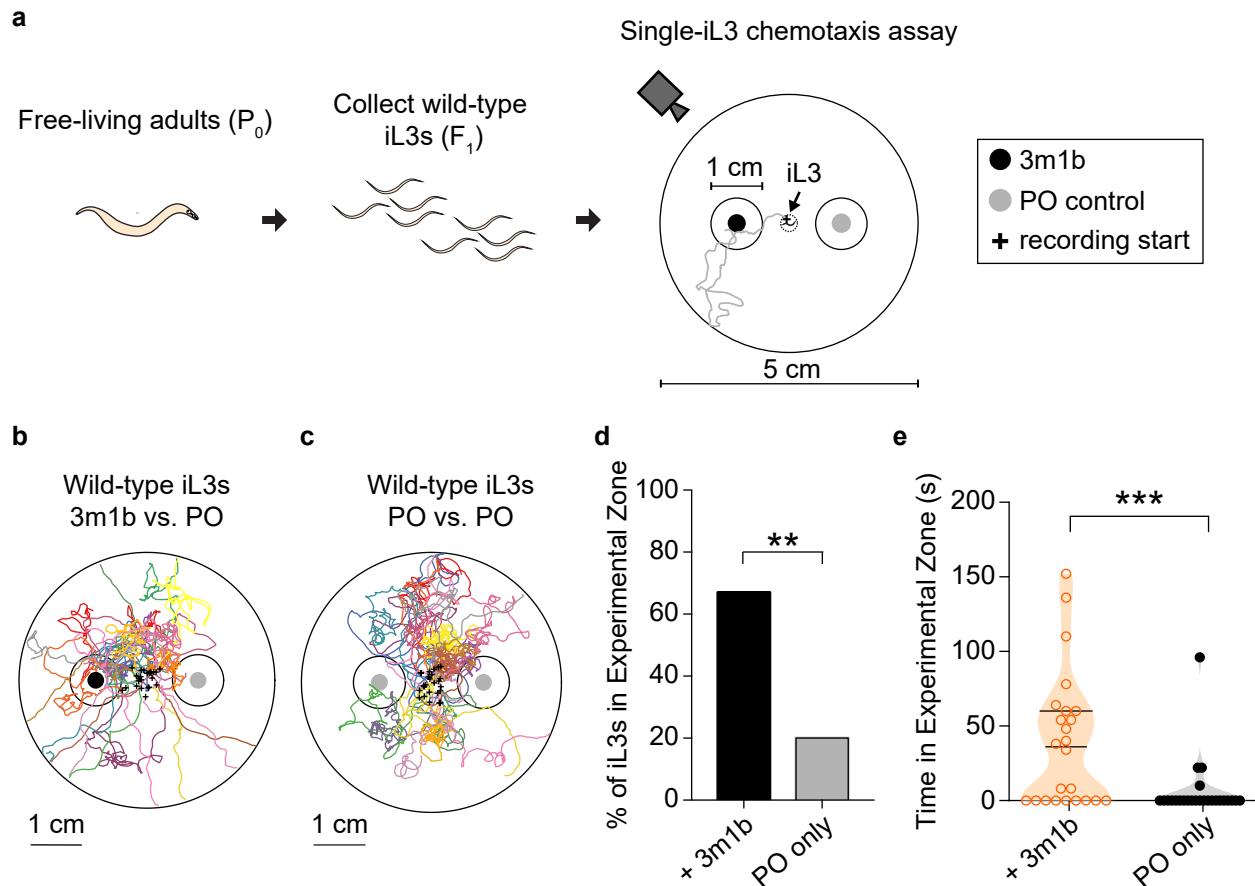 a
Single-iL3 chemotaxis assay
Free-living adults (P0)
Collect wild-type
iL3s (F1)
1 cm
iL3
5 cm
3m1b
PO control
+ recording start
b
Wild-type iL3s
3m1b vs. PO
1 cm
c
Wild-type iL3s
PO vs. PO
1 cm
d
% of iL3s in Experimental Zone
100
80
60
40
20
0
**
+ 3m1b
PO only
e
Time in Experimental Zone (s)
200
150
100
50
0
***
+ 3m1b
PO only